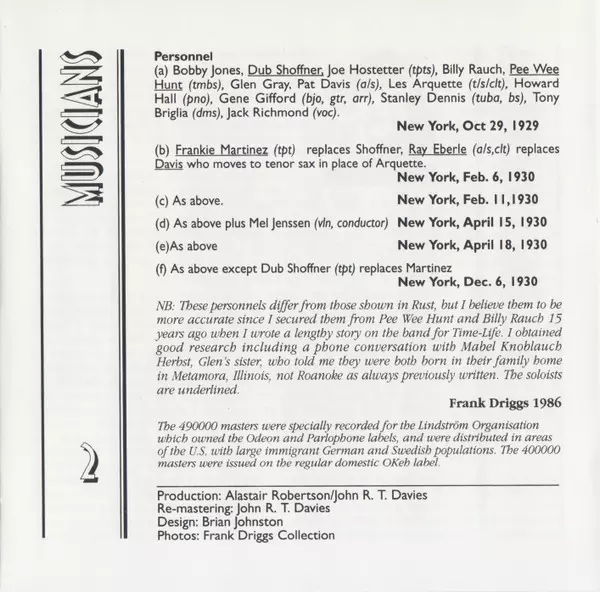 MUSICIANS
Personnel
(a) Bobby Jones, Dub Shoffner, Joe Hostetter (tpts), Billy Rauch, Pee Wee
Hunt (tmbs), Glen Gray, Pat Davis (a/s), Les Arquette (t/s/clt), Howard
Hall (pno), Gene Gifford (bjo, gtr, arr), Stanley Dennis (tuba, bs), Tony
Briglia (dms), Jack Richmond (voc).
New York, Oct 29, 1929
(b) Frankie Martinez (tpt) replaces Shoffner, Ray Eberle (a/s,clt) replaces
Davis who moves to tenor sax in place of Arquette.
New York, Feb. 6, 1930
(c) As above. New York, Feb. 11,1930
(d) As above plus Mel Jenssen (vln, conductor) New York, April 15, 1930
(e)As above New York, April 18, 1930
(f) As above except Dub Shoffner (tpt) replaces Martinez
New York, Dec. 6, 1930
NB: These personnels differ from those shown in Rust, but I believe them to be
more accurate since I secured them from Pee Wee Hunt and Billy Rauch 15
years ago when I wrote a lengthy story on the band for Time-Life. I obtained
good research including a phone conversation with Mabel Knoblauch
Herbst, Glen's sister, who told me they were both born in their family home
in Metamora, Illinois, not Roanoke as always previously written. The soloists
are underlined.
Frank Driggs 1986
The 490000 masters were specially recorded for the Lindström Organisation
which owned the Odeon and Parlophone labels, and were distributed in areas
of the U.S. with large immigrant German and Swedish populations. The 400000
masters were issued on the regular domestic OKeh label.
2
Production: Alastair Robertson/John R. T. Davies
Re-mastering: John R. T. Davies
Design: Brian Johnston
Photos: Frank Driggs Collection